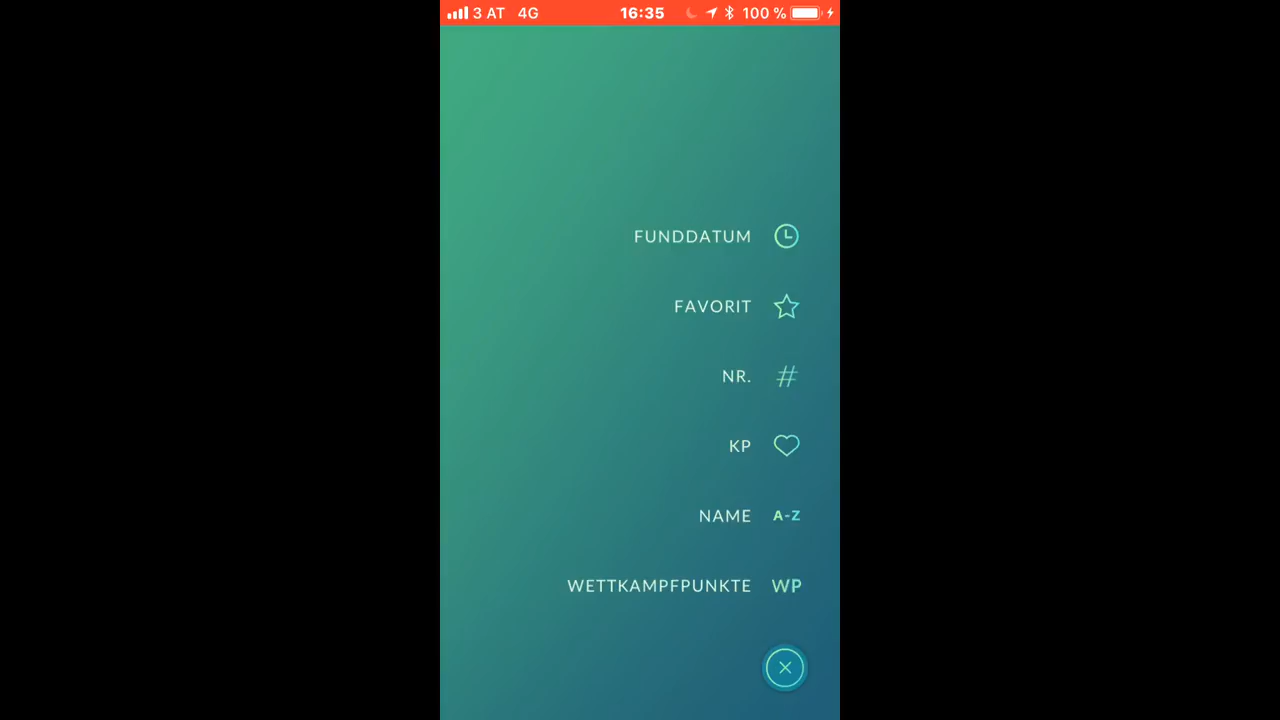 3 AT 4G 16:35 100 %
FUNDDATUM
FAVORIT
NR. #
KP
NAME A-Z
WETTKAMPFPUNKTE WP